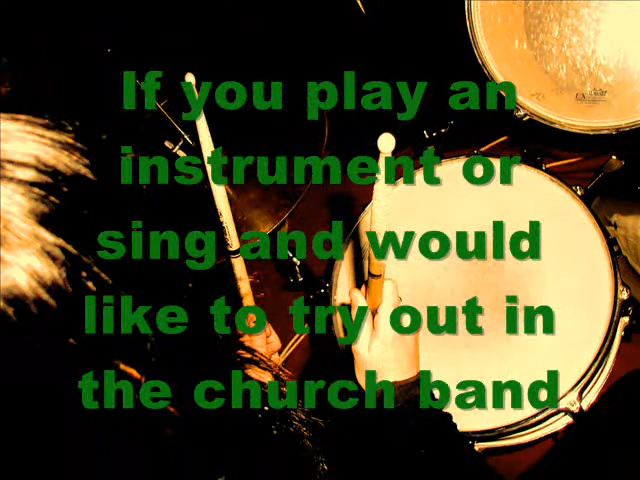 If you play an
instrument or
sing and would
like to try out in
the church band